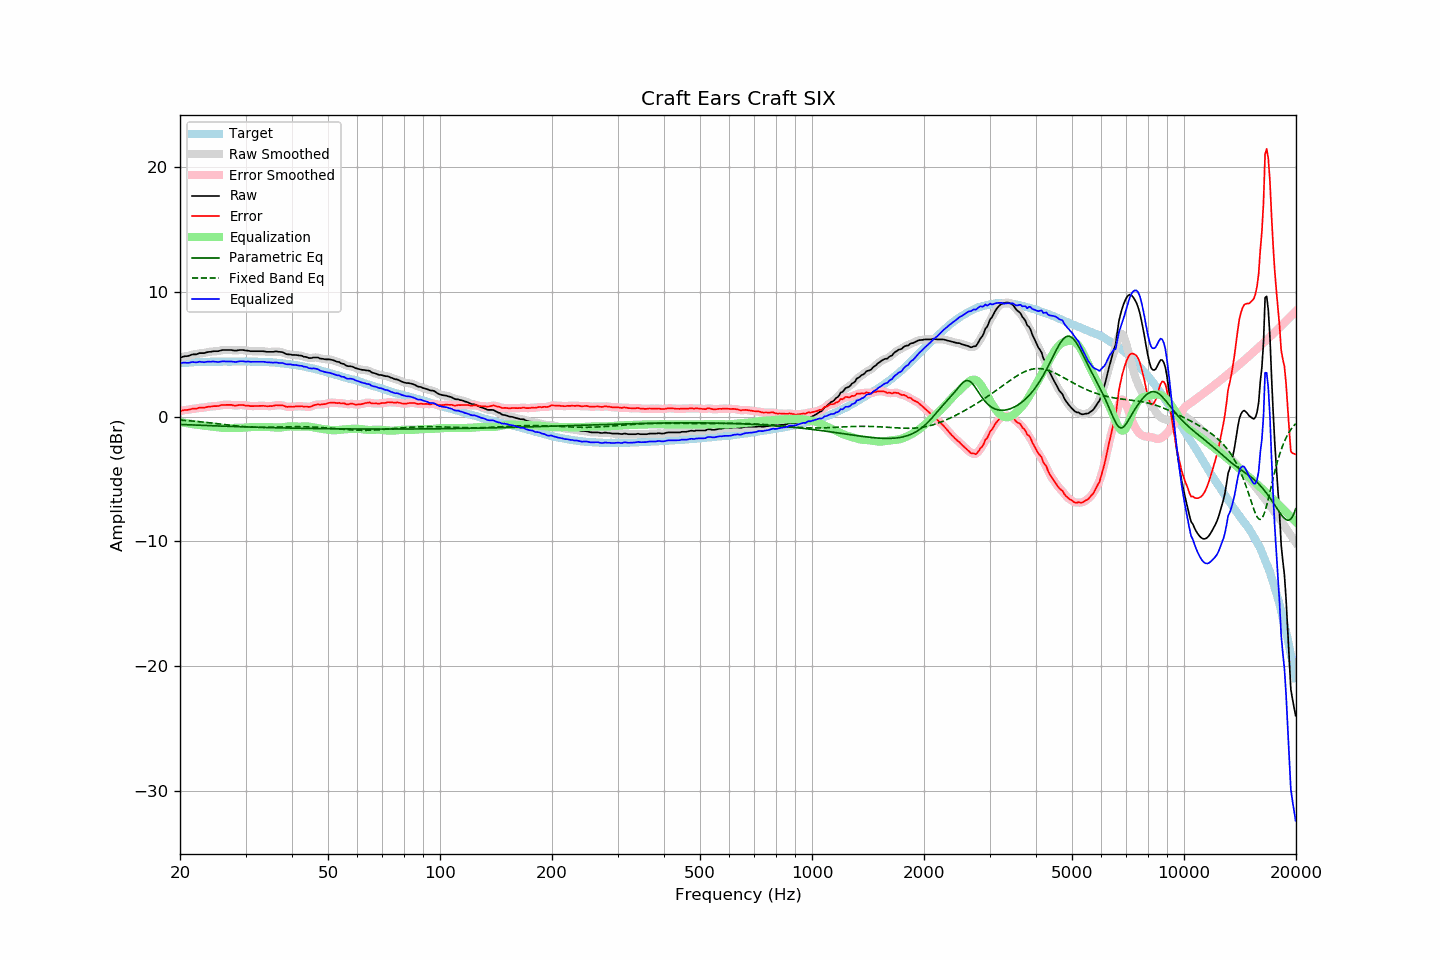 Craft Ears Craft SIX
Target
Raw Smoothed
Error Smoothed
Raw
Error
Equalization
Parametric Eq
Fixed Band Eq
Equalized
20
10
0
−10
−20
−30
Amplitude (dBr)
20 50 100 200 500 1000 2000 5000 10000 20000
Frequency (Hz)